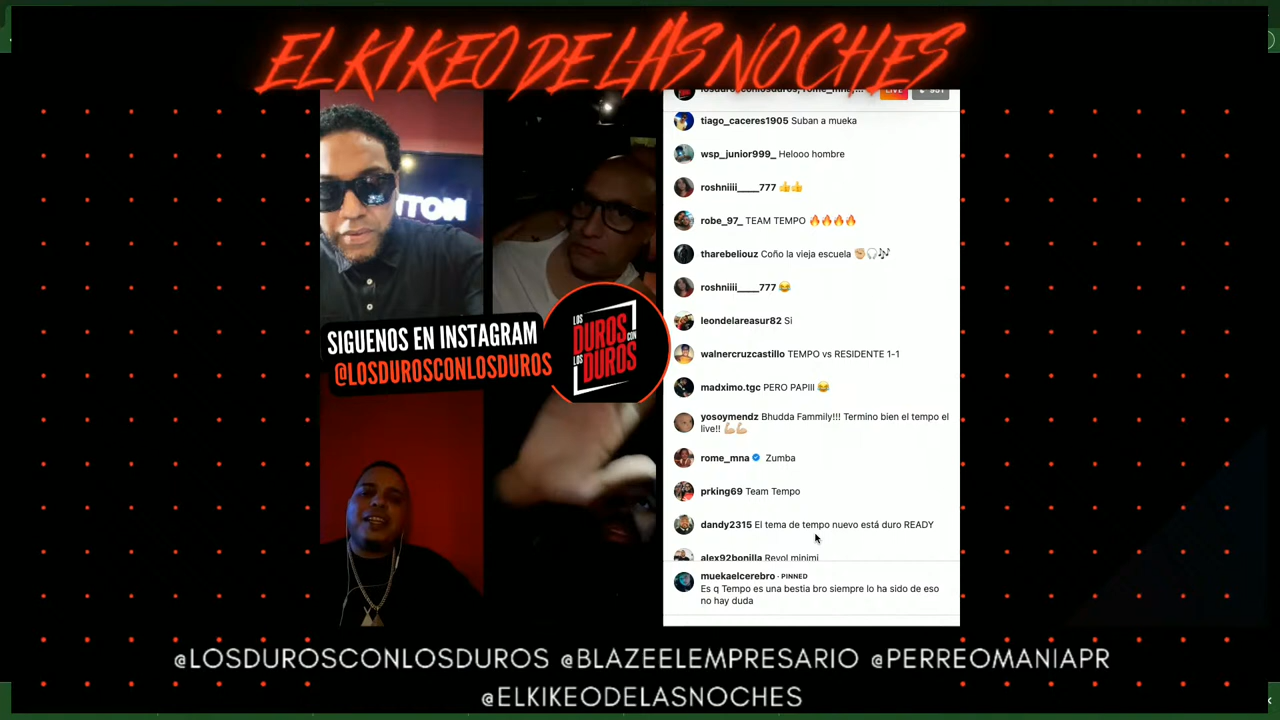 EL KIKEO DE LAS NOCHES
LIVE
tiago_caceres1905 Suban a mueka
wsp_junior999_ Helooo hombre
roshniiii____777 👍👍
robe_97_ TEAM TEMPO 🔥🔥🔥🔥
tharebeliouz Coño la vieja escuela ✊🏼🎧🎶
roshniiii____777 😂
leondelareasur82 Si
walnercruzcastillo TEMPO vs RESIDENTE 1-1
madximo.tgc PERO PAPIII 😂
yosoymendz Bhudda Fammily!!! Termino bien el tempo el
live!! 💪🏼💪🏼
rome_mna Zumba
prking69 Team Tempo
dandy2315 El tema de tempo nuevo está duro READY
alex92bonilla Revol minimi
muekaelcerebro · PINNED
Es q Tempo es una bestia bro siempre lo ha sido de eso
no hay duda
SIGUENOS EN INSTAGRAM
@LOSDUROSCONLOSDUROS
LOS
DUROS
CON
LOS
DUROS
@LOSDUROSCONLOSDUROS @BLAZEELEMPRESARIO @PERREOMANIAPR
@ELKIKEODELASNOCHES